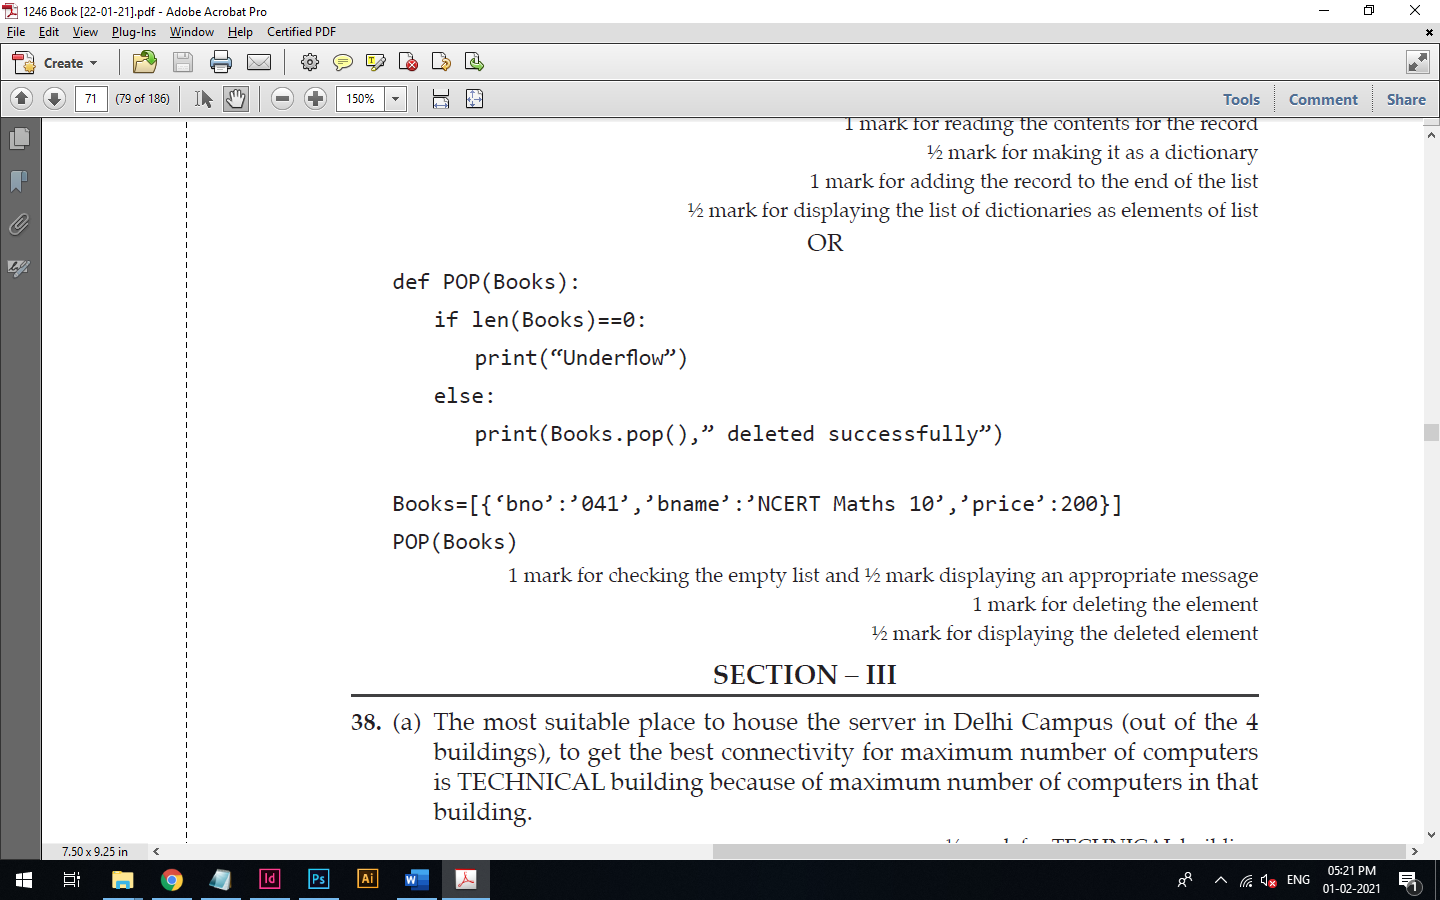 1246 Book [22-01-21].pdf - Adobe Acrobat Pro
File Edit View Plug-Ins Window Help Certified PDF
Create
71 (79 of 186) 150% Tools Comment Share
1 mark for reading the contents for the record
½ mark for making it as a dictionary
1 mark for adding the record to the end of the list
½ mark for displaying the list of dictionaries as elements of list
OR
def POP(Books):
if len(Books)==0:
print(“Underflow”)
else:
print(Books.pop(),” deleted successfully”)
Books=[{‘bno’:’041’,’bname’:’NCERT Maths 10’,’price’:200}]
POP(Books)
1 mark for checking the empty list and ½ mark displaying an appropriate message
1 mark for deleting the element
½ mark for displaying the deleted element
SECTION – III
38. (a) The most suitable place to house the server in Delhi Campus (out of the 4
buildings), to get the best connectivity for maximum number of computers
is TECHNICAL building because of maximum number of computers in that
building.
7.50 x 9.25 in
Id Ps Ai W ENG 05:21 PM
01-02-2021 1